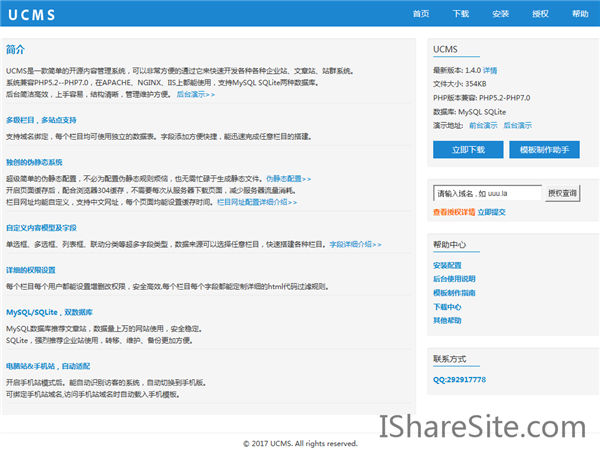 UCMS
首页 下载 安装 授权 帮助
简介
UCMS是一款简单的开源内容管理系统，可以非常方便的通过它来快速开发各种各种企业站、文章站、站群系统。
系统兼容PHP5.2--PHP7.0，在APACHE、NGINX、IIS上都能使用，支持MySQL SQLite两种数据库。
后台简洁高效，上手容易，结构清晰，管理维护方便。 后台演示>>
多级栏目，多站点支持
支持域名绑定，每个栏目均可使用独立的数据表。字段添加方便快捷，能迅速完成任意栏目的搭建。
独创的伪静态系统
超级简单的伪静态配置，不必为配置伪静态规则烦恼，也无需忙碌于生成静态文件。伪静态配置>>
开启页面缓存后，配合浏览器304缓存，不需要每次从服务器下载页面，减少服务器流量消耗。
栏目网址均能自定义，支持中文网址，每个页面均能设置缓存时间。栏目网址配置详细介绍>>
自定义内容模型及字段
单选框、多选框、列表框、联动分类等超多字段类型，数据来源可以选择任意栏目，快速搭建各种栏目。字段详细介绍>>
详细的权限设置
每个栏目每个用户都能设置增删改权限，安全高效，每个栏目每个字段都能定制详细的html代码过滤规则。
MySQL/SQLite，双数据库
MySQL数据库推荐文章站，数据量上万的网站使用，安全稳定。
SQLite，强烈推荐企业站使用，转移、维护、备份更加方便。
电脑站&手机站，自动适配
开启手机站模式后。能自动识别访客的系统，自动切换到手机版。
可绑定手机站域名,访问手机站域名时自动载入手机模板。
UCMS
最新版本: 1.4.0 详情
文件大小: 354KB
PHP版本兼容: PHP5.2-PHP7.0
数据库: MySQL SQLite
演示地址: 前台演示 后台演示
立即下载 模板制作助手
请输入域名，如 uuu.la 授权查询
查看授权详情 立即提交
帮助中心
安装配置
后台使用说明
模板制作指南
下载中心
其他帮助
联系方式
QQ:292917778
IShareSite.com
© 2017 UCMS. All rights reserved.